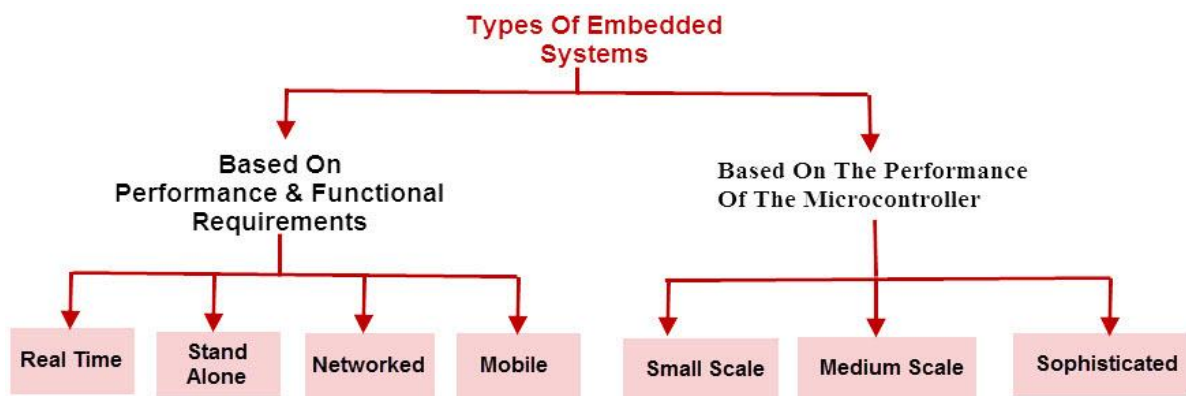 Types Of Embedded
Systems
Based On
Performance & Functional
Requirements
Based On The Performance
Of The Microcontroller
Real Time
Stand
Alone
Networked
Mobile
Small Scale
Medium Scale
Sophisticated